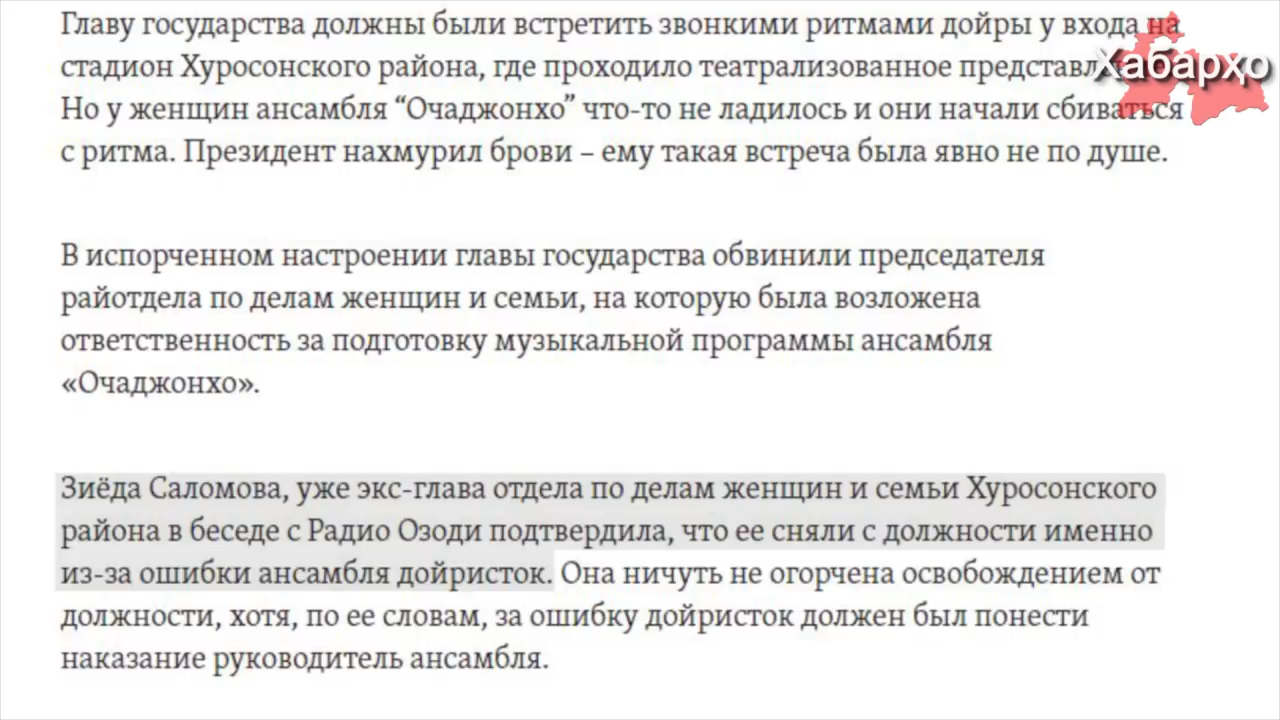 Главу государства должны были встретить звонкими ритмами дойры у входа на
стадион Хуросонского района, где проходило театрализованное
Хабарҳо
Но у женщин ансамбля “Очаджонхо” что-то не ладилось и они начали сбиваться
с ритма. Президент нахмурил брови – ему такая встреча была явно не по душе.
В испорченном настроении главы государства обвинили председателя
райотдела по делам женщин и семьи, на которую была возложена
ответственность за подготовку музыкальной программы ансамбля
«Очаджонхо».
Зиёда Саломова, уже экс-глава отдела по делам женщин и семьи Хуросонского
района в беседе с Радио Озоди подтвердила, что ее сняли с должности именно
из-за ошибки ансамбля дойристок. Она ничуть не огорчена освобождением от
должности, хотя, по ее словам, за ошибку дойристок должен был понести
наказание руководитель ансамбля.